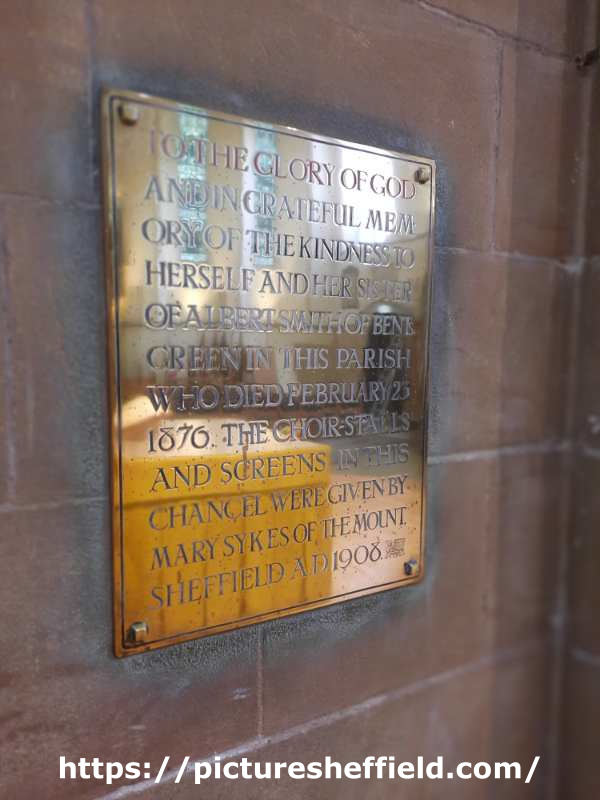 TO THE GLORY OF GOD
AND IN GRATEFUL MEM-
ORY OF THE KINDNESS TO
HERSELF AND HER SISTER
OF ALBERT SMITH OF BENT
GREEN IN THIS PARISH
WHO DIED FEBRUARY 23
1876. THE CHOIR-STALLS
AND SCREENS IN THIS
CHANCEL WERE GIVEN BY
MARY SYKES OF THE MOUNT,
SHEFFIELD A.D. 1908.
https://picturesheffield.com/